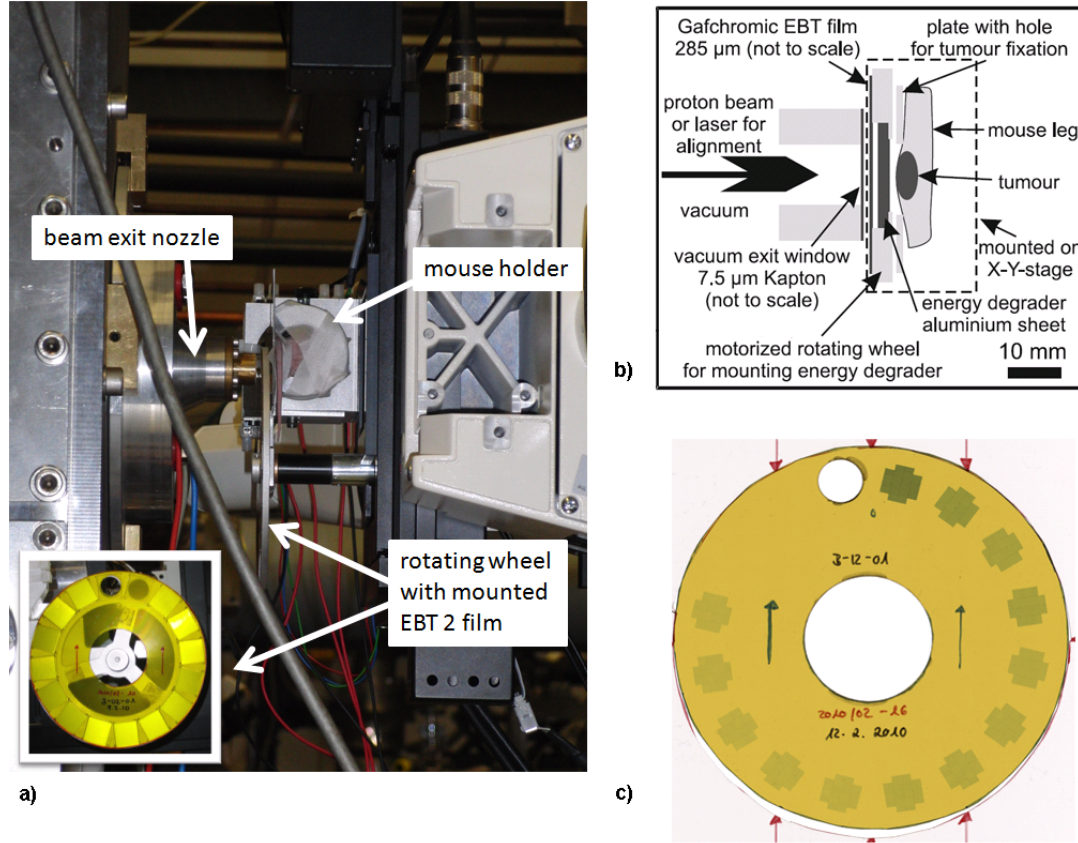 beam exit nozzle
mouse holder
rotating wheel
with mounted
EBT 2 film
3-12-01
a)
Gafchromic EBT film
285 µm (not to scale)
plate with hole
for tumour fixation
proton beam
or laser for
alignment
mouse leg
tumour
vacuum
mounted on
X-Y-stage
vacuum exit window
7.5 µm Kapton
(not to scale)
energy degrader
aluminium sheet
motorized rotating wheel
for mounting energy degrader
10 mm
b)
0
3-12-01
2010/02-16
12.2.2010
c)